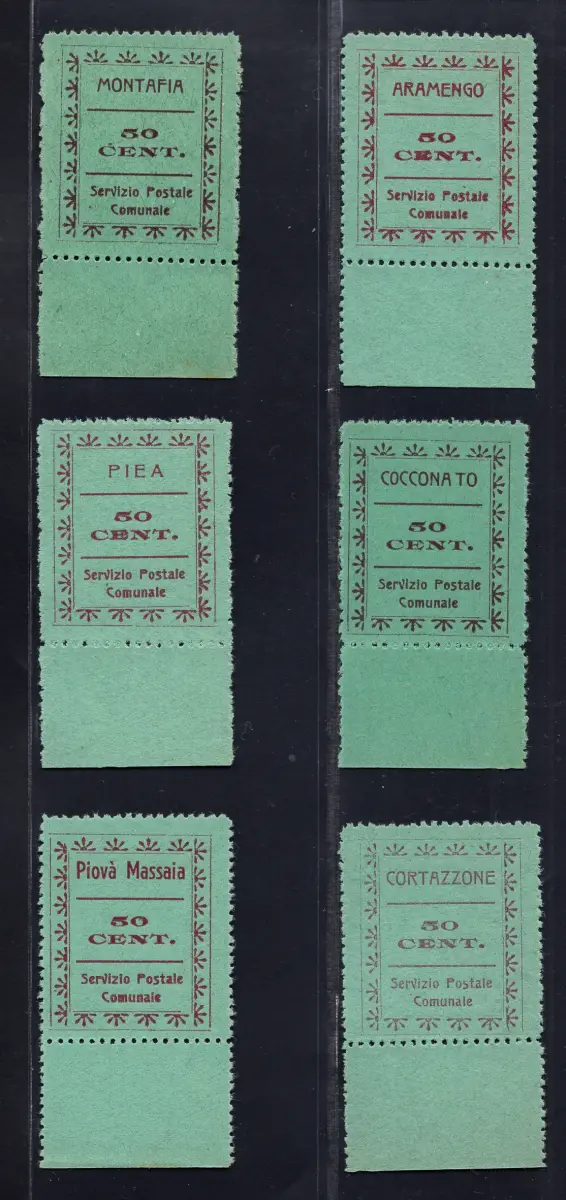 MONTAFIA
50
CENT.
Servizio Postale
Comunale
ARAMENGO
50
CENT.
Servizio Postale
Comunale
PIEA
50
CENT.
Servizio Postale
Comunale
COCCONATO
50
CENT.
Servizio Postale
Comunale
Piovà Massaia
50
CENT.
Servizio Postale
Comunale
CORTAZZONE
50
CENT.
Servizio Postale
Comunale